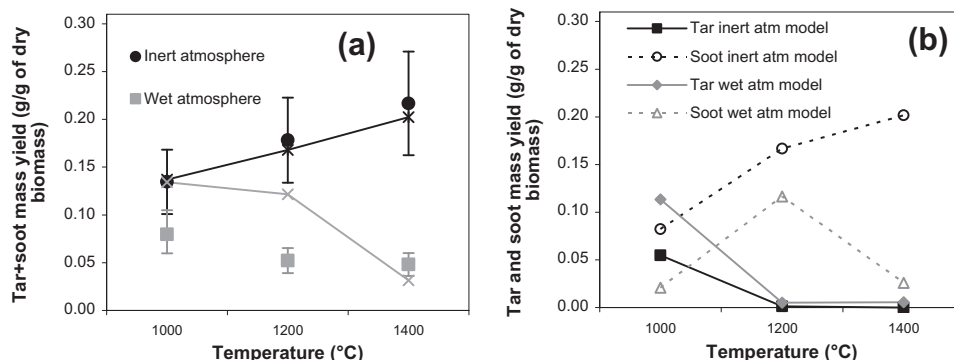 (a)
Inert atmosphere
Wet atmosphere
Tar+soot mass yield (g/g of dry
biomass)
0.30
0.25
0.20
0.15
0.10
0.05
0.00
1000 1200 1400
Temperature (°C)
(b)
Tar inert atm model
Soot inert atm model
Tar wet atm model
Soot wet atm model
Tar and soot mass yield (g/g of dry
biomass)
0.30
0.25
0.20
0.15
0.10
0.05
0.00
1000 1200 1400
Temperature (°C)